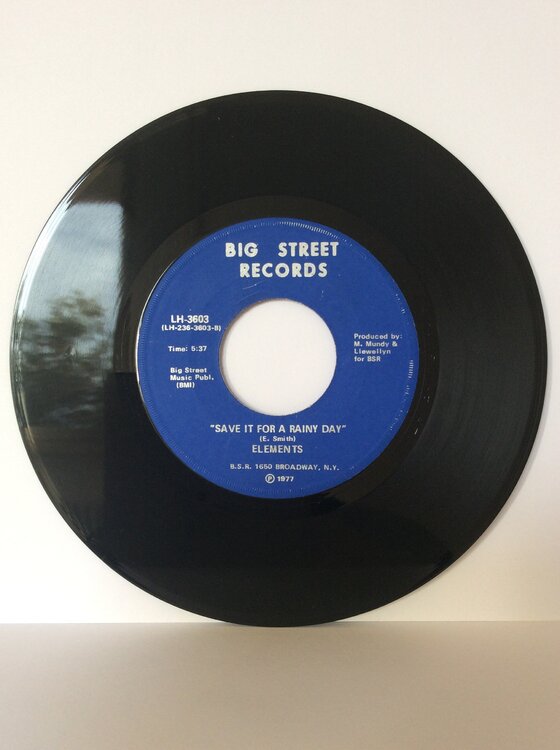 BIG STREET
RECORDS
LH-3603
(LH-236-3603-B)
Time: 5:37
Big Street
Music Publ.
(BMI)
Produced by:
M. Mundy &
Llewellyn
for BSR
"SAVE IT FOR A RAINY DAY"
(E. Smith)
ELEMENTS
B.S.R. 1650 BROADWAY, N.Y.
℗ 1977